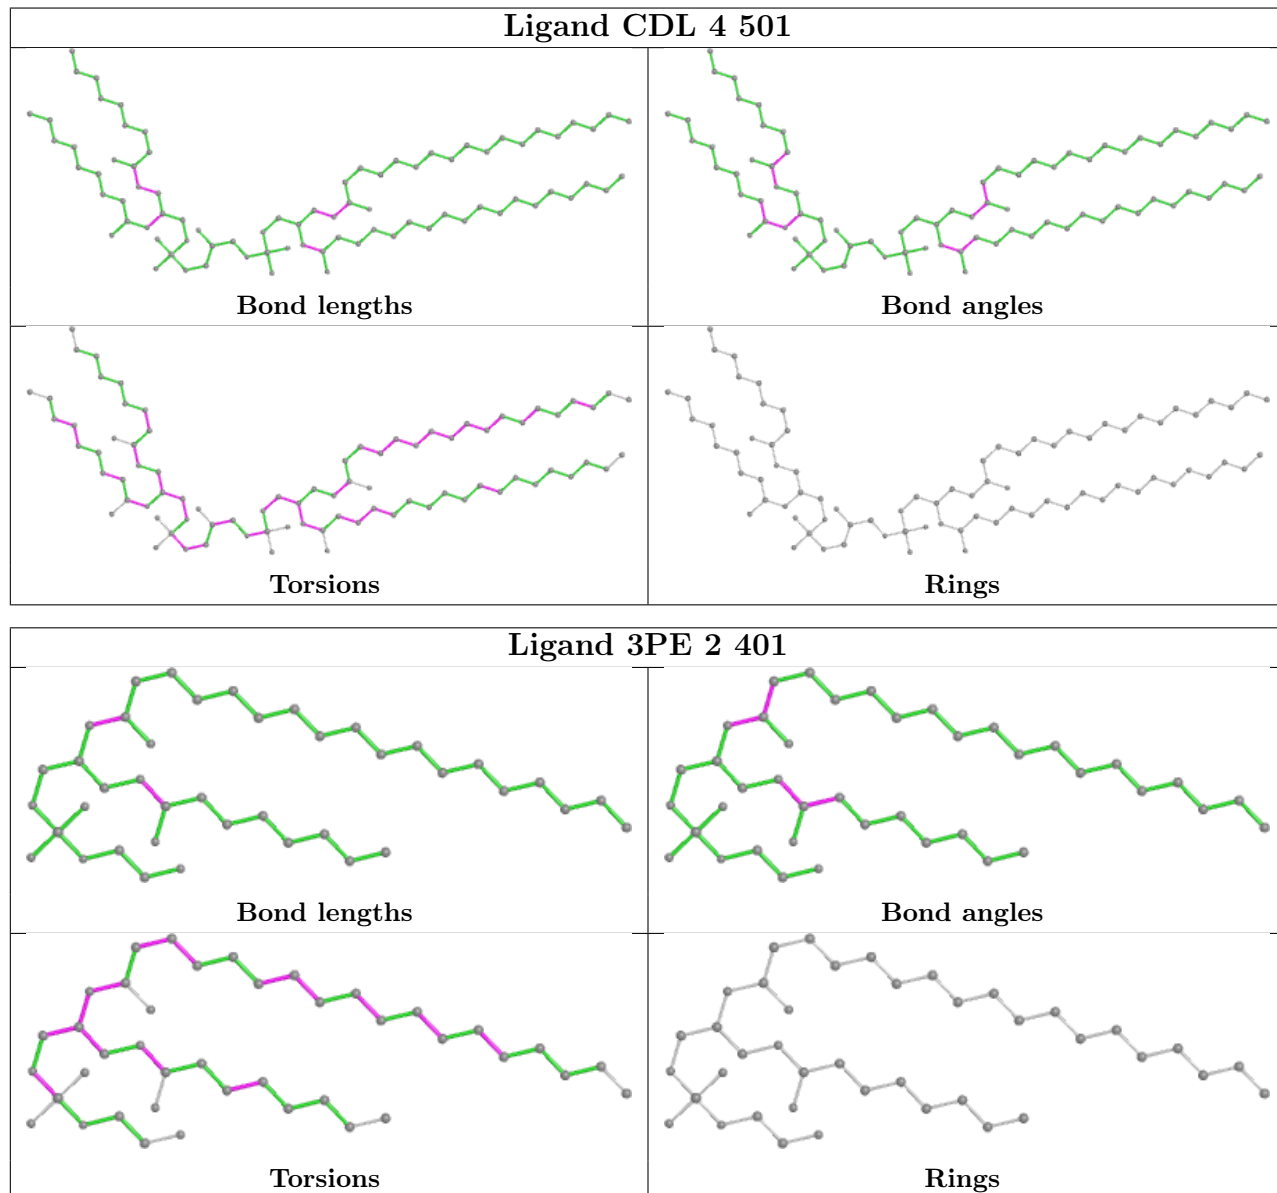 Ligand CDL 4 501
Bond lengths
Bond angles
Torsions
Rings
Ligand 3PE 2 401
Bond lengths
Bond angles
Torsions
Rings